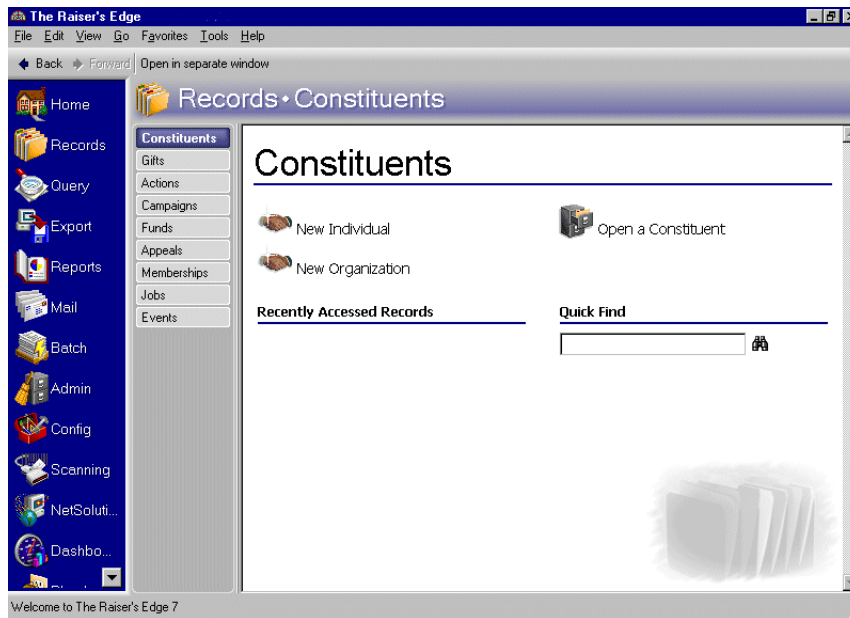 The Raiser's Edge
File Edit View Go Favorites Tools Help
Back Forward Open in separate window
Records • Constituents
Home
Records
Query
Export
Reports
Mail
Batch
Admin
Config
Scanning
NetSoluti...
Dashbo...
Constituents
Gifts
Actions
Campaigns
Funds
Appeals
Memberships
Jobs
Events
Constituents
New Individual
Open a Constituent
New Organization
Recently Accessed Records
Quick Find
Welcome to The Raiser's Edge 7